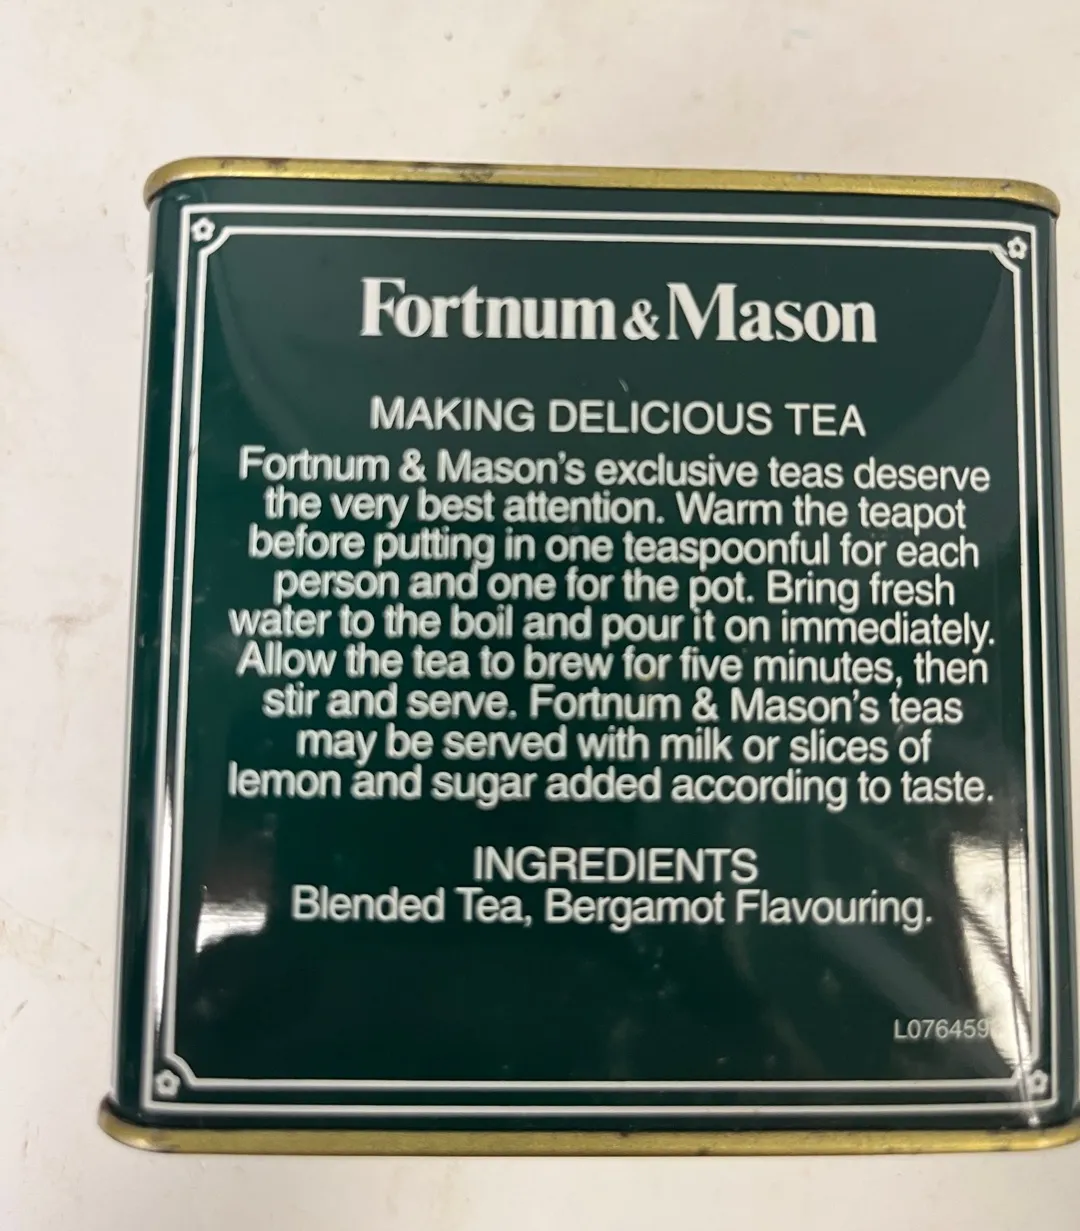 Fortnum & Mason
MAKING DELICIOUS TEA
Fortnum & Mason's exclusive teas deserve
the very best attention. Warm the teapot
before putting in one teaspoonful for each
person and one for the pot. Bring fresh
water to the boil and pour it on immediately.
Allow the tea to brew for five minutes, then
stir and serve. Fortnum & Mason's teas
may be served with milk or slices of
lemon and sugar added according to taste.
INGREDIENTS
Blended Tea, Bergamot Flavouring.